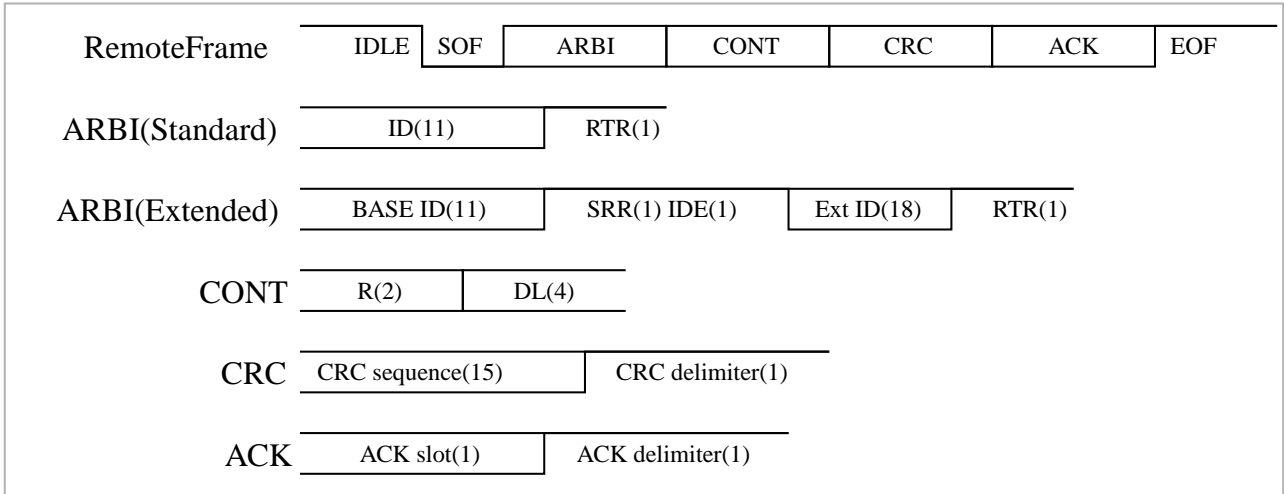 RemoteFrame IDLE SOF ARBI CONT CRC ACK EOF
ARBI(Standard) ID(11) RTR(1)
ARBI(Extended) BASE ID(11) SRR(1) IDE(1) Ext ID(18) RTR(1)
CONT R(2) DL(4)
CRC CRC sequence(15) CRC delimiter(1)
ACK ACK slot(1) ACK delimiter(1)